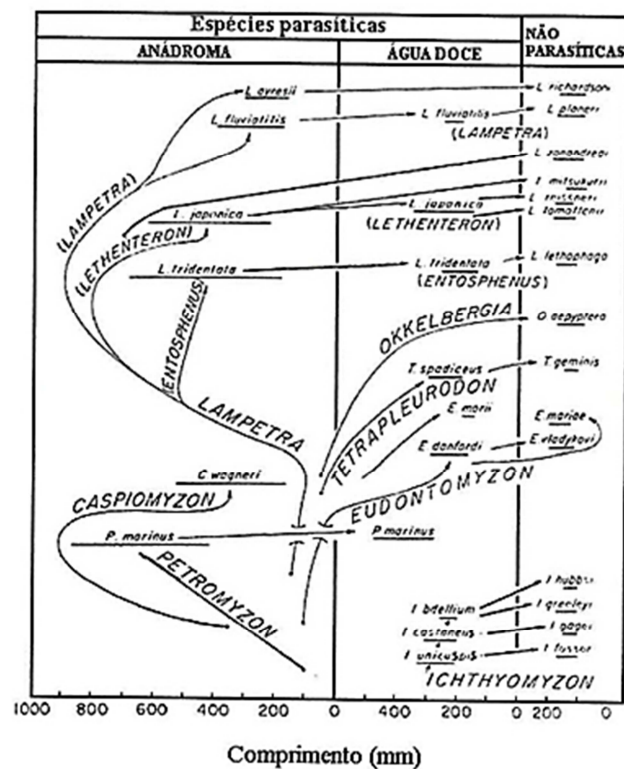 Espécies parasíticas
NÃO PARASÍTICAS
ANÁDROMA
ÁGUA DOCE
L. ayresii
L. richardsoni
L. fluviatilis
L. fluviatilis
L. planeri
(LAMPETRA)
L. zanandreai
L. mitsukurii
(LAMPETRA)
L. japonica
L. japonica
L. reissneri
(LETHENTERON)
(LETHENTERON)
L. lamottenii
L. tridentata
L. tridentata
L. lethophaga
(ENTOSPHENUS)
(ENTOSPHENUS)
OKKELBERGIA
O. aepyptera
T. spadiceus
T. geminis
TETRAPLEURODON
LAMPETRA
E. morii
E. mariae
E. danfordi
E. vladykovi
C. wagneri
EUDONTOMYZON
CASPIOMYZON
P. marinus
P. marinus
PETROMYZON
I. hubbsi
I. bdellium
I. greeleyi
I. castaneus
I. gagei
I. unicuspis
I. fossor
ICHTHYOMYZON
1000 800 600 400 200 0 200 400 200 0 200 0
Comprimento (mm)